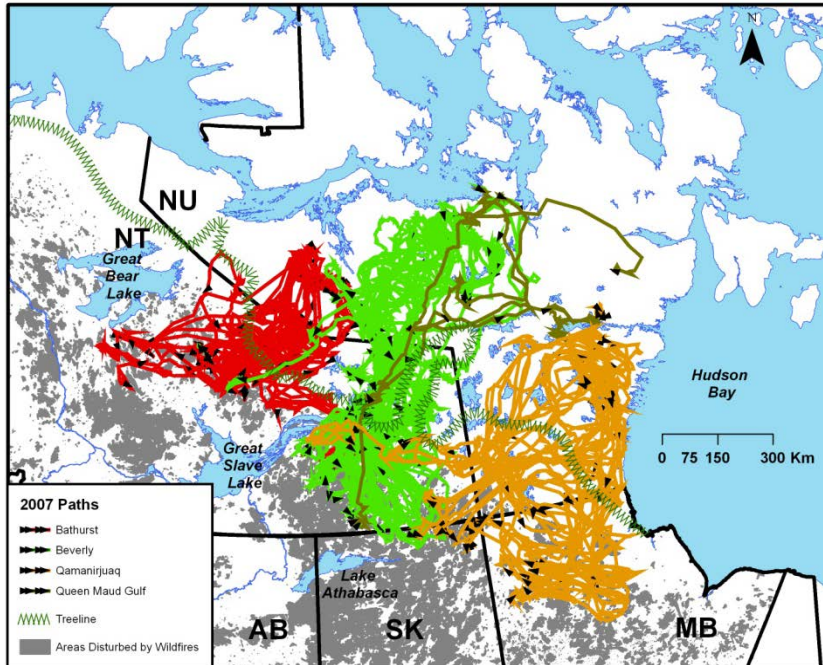 N
NU
NT
Great
Bear
Lake
Hudson
Bay
0 75 150 300 Km
Great
Slave
Lake
2007 Paths
Bathurst
Beverly
Qamanirjuaq
Queen Maud Gulf
Treeline
Areas Disturbed by Wildfires
Lake
Athabasca
AB
SK
MB